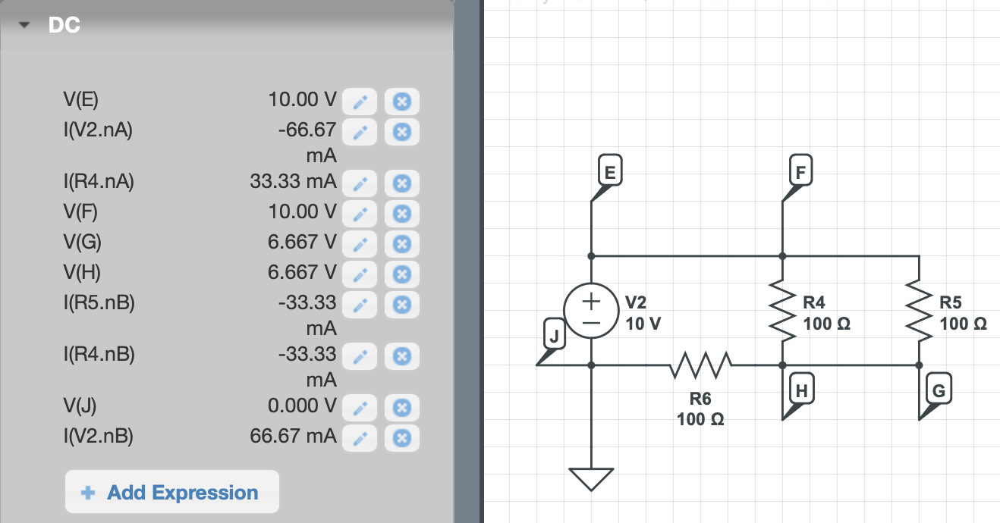 DC
V(E) 10.00 V
I(V2.nA) -66.67
mA
I(R4.nA) 33.33 mA
V(F) 10.00 V
V(G) 6.667 V
V(H) 6.667 V
I(R5.nB) -33.33
mA
I(R4.nB) -33.33
mA
V(J) 0.000 V
I(V2.nB) 66.67 mA
+ Add Expression
E
F
V2
10 V
R4
100 Ω
R5
100 Ω
J
R6
100 Ω
H
G